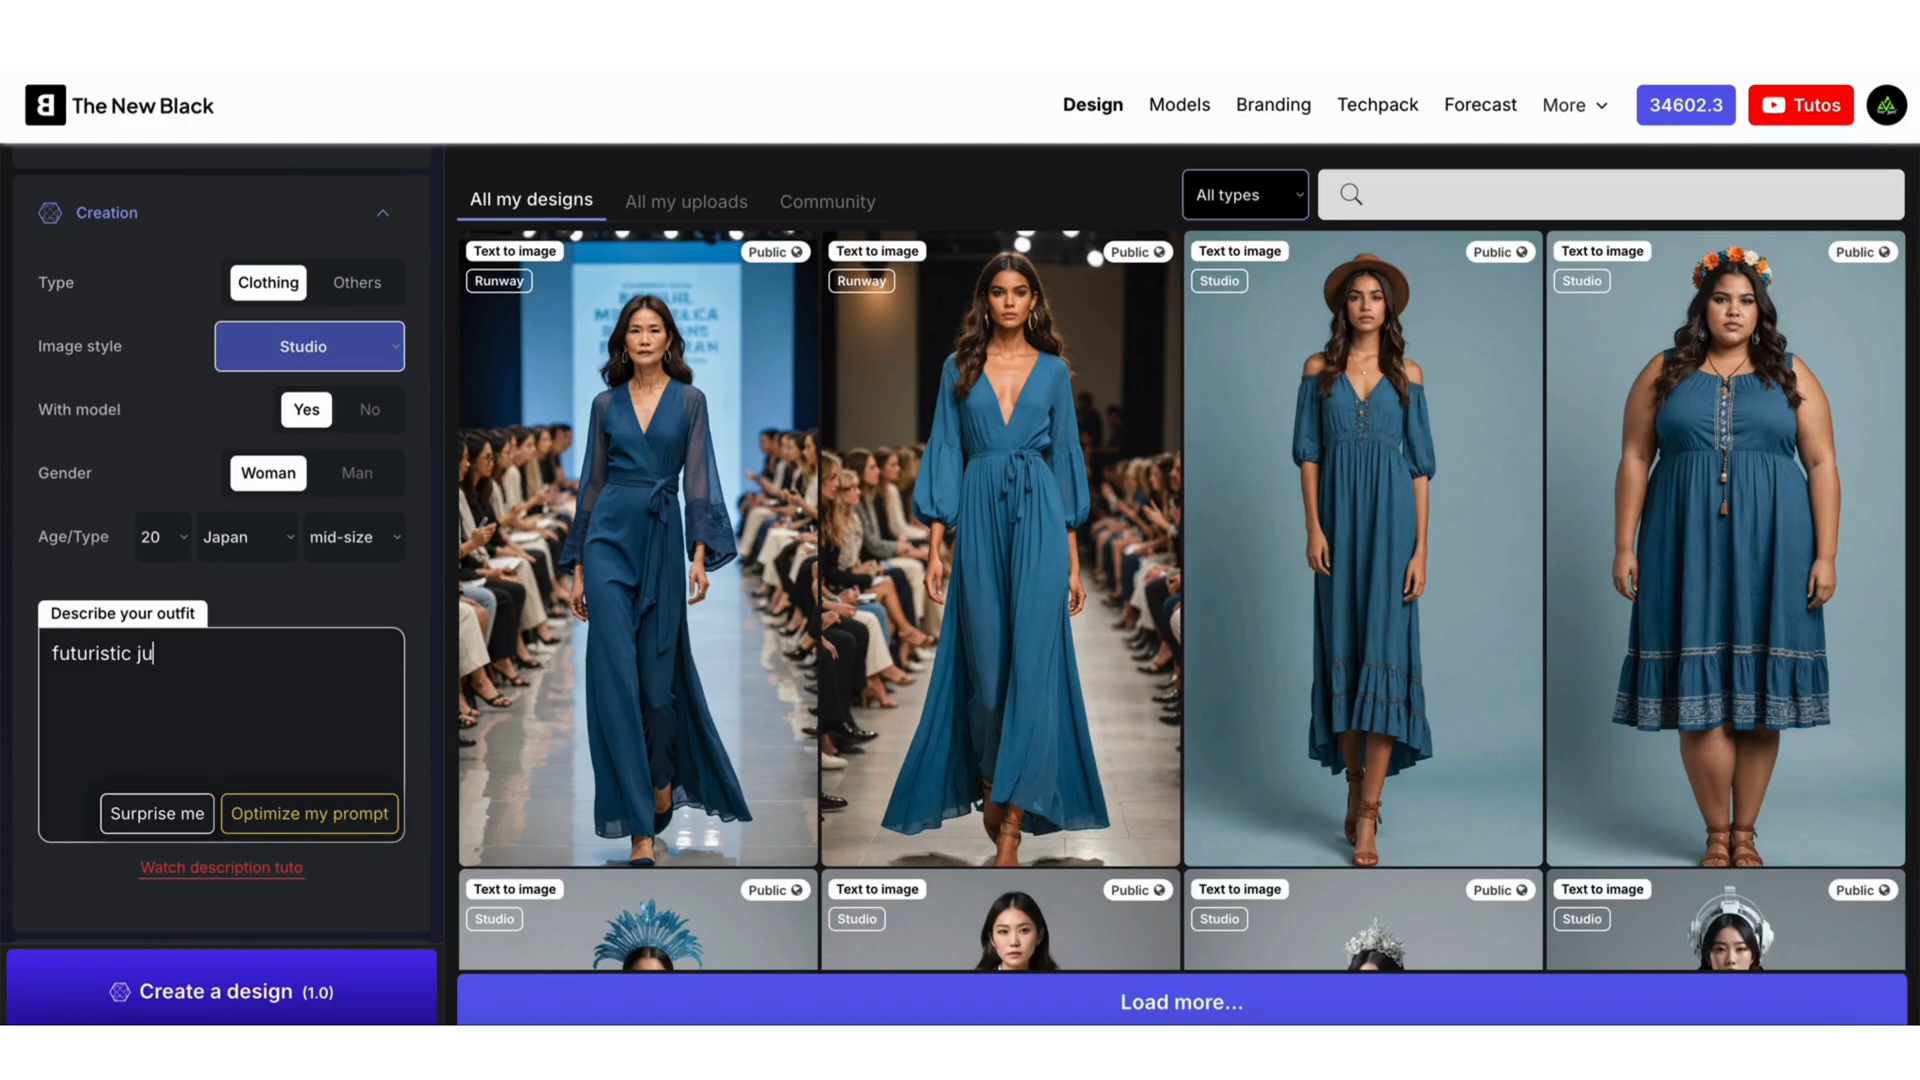 The New Black
Design Models Branding Techpack Forecast More 34602.3 Tutos
Creation
Type Clothing Others
Image style Studio
With model Yes No
Gender Woman Man
Age/Type 20 Japan mid-size
Describe your outfit
futuristic ju
Surprise me Optimize my prompt
Watch description tuto
Create a design (1.0)
All my designs All my uploads Community All types
Text to image Public Text to image Public Text to image Public Text to image Public
Runway Runway Studio Studio
Text to image Public Text to image Public Text to image Public Text to image Public
Studio Studio Studio Studio
Load more...